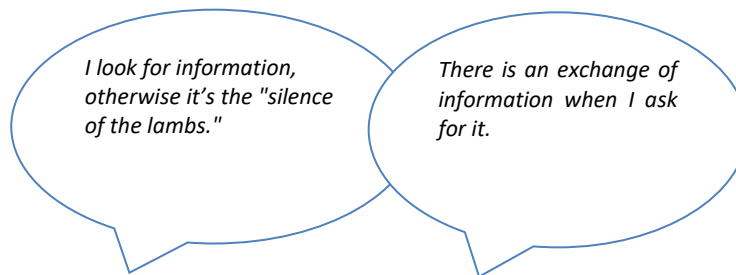 I look for information,
otherwise it’s the "silence
of the lambs."
There is an exchange of
information when I ask
for it.